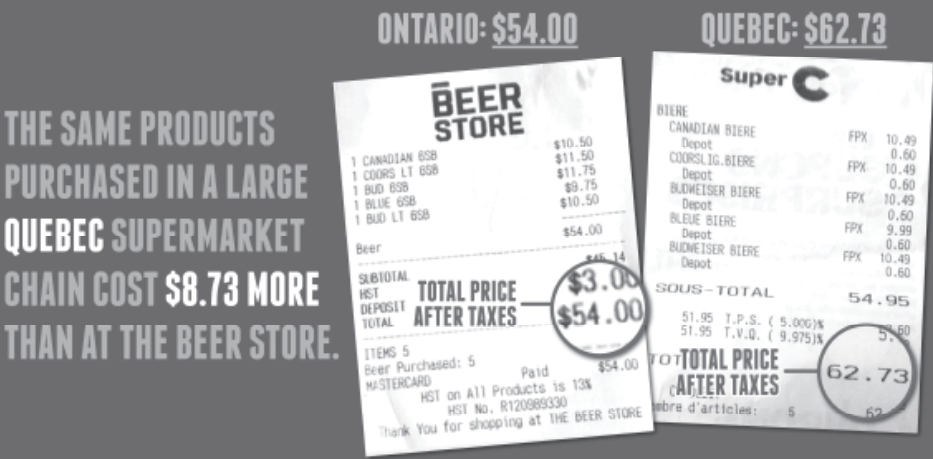 ONTARIO: $54.00
QUEBEC: $62.73
THE SAME PRODUCTS
PURCHASED IN A LARGE
QUEBEC SUPERMARKET
CHAIN COST $8.73 MORE
THAN AT THE BEER STORE.
BEER
STORE
1 CANADIAN 6SB $10.50
1 COORS LT 6SB $11.50
1 BUD 6SB $11.75
1 BLUE 6SB $9.75
1 BUD LT 6SB $10.50
Beer $54.00
SUBTOTAL
HST $3.00
DEPOSIT
TOTAL $54.00
TOTAL PRICE
AFTER TAXES
ITEMS 5
Beer Purchased: 5
Paid
MASTERCARD $54.00
HST on All Products is 13%
HST No. R120989330
Thank You for shopping at THE BEER STORE
Super C
BIERE
CANADIAN BIERE FPX 10.49
Depot 0.60
COORSLIG.BIERE FPX 10.49
Depot 0.60
BUDWEISER BIERE FPX 10.49
Depot 0.60
BLEUE BIERE FPX 9.99
Depot 0.60
BUDWEISER BIERE FPX 10.49
Depot 0.60
SOUS-TOTAL 54.95
51.95 T.P.S. ( 5.000)%
51.95 T.V.Q. ( 9.975)%
TOTAL PRICE
AFTER TAXES
62.73
d'articles: 5